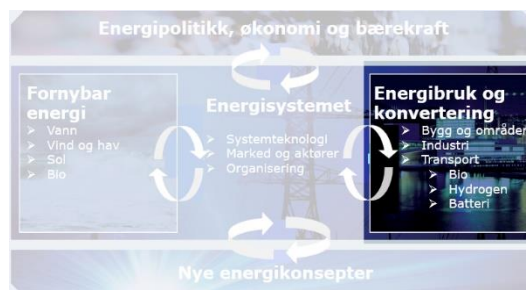 Energipolitikk, økonomi og bærekraft
Fornybar
energi
Vann
Vind og hav
Sol
Bio
Energisystemet
Systemteknologi
Marked og aktører
Organisering
Energibruk og
konvertering
Bygg og områder
Industri
Transport
Bio
Hydrogen
Batteri
Nye energikonsepter